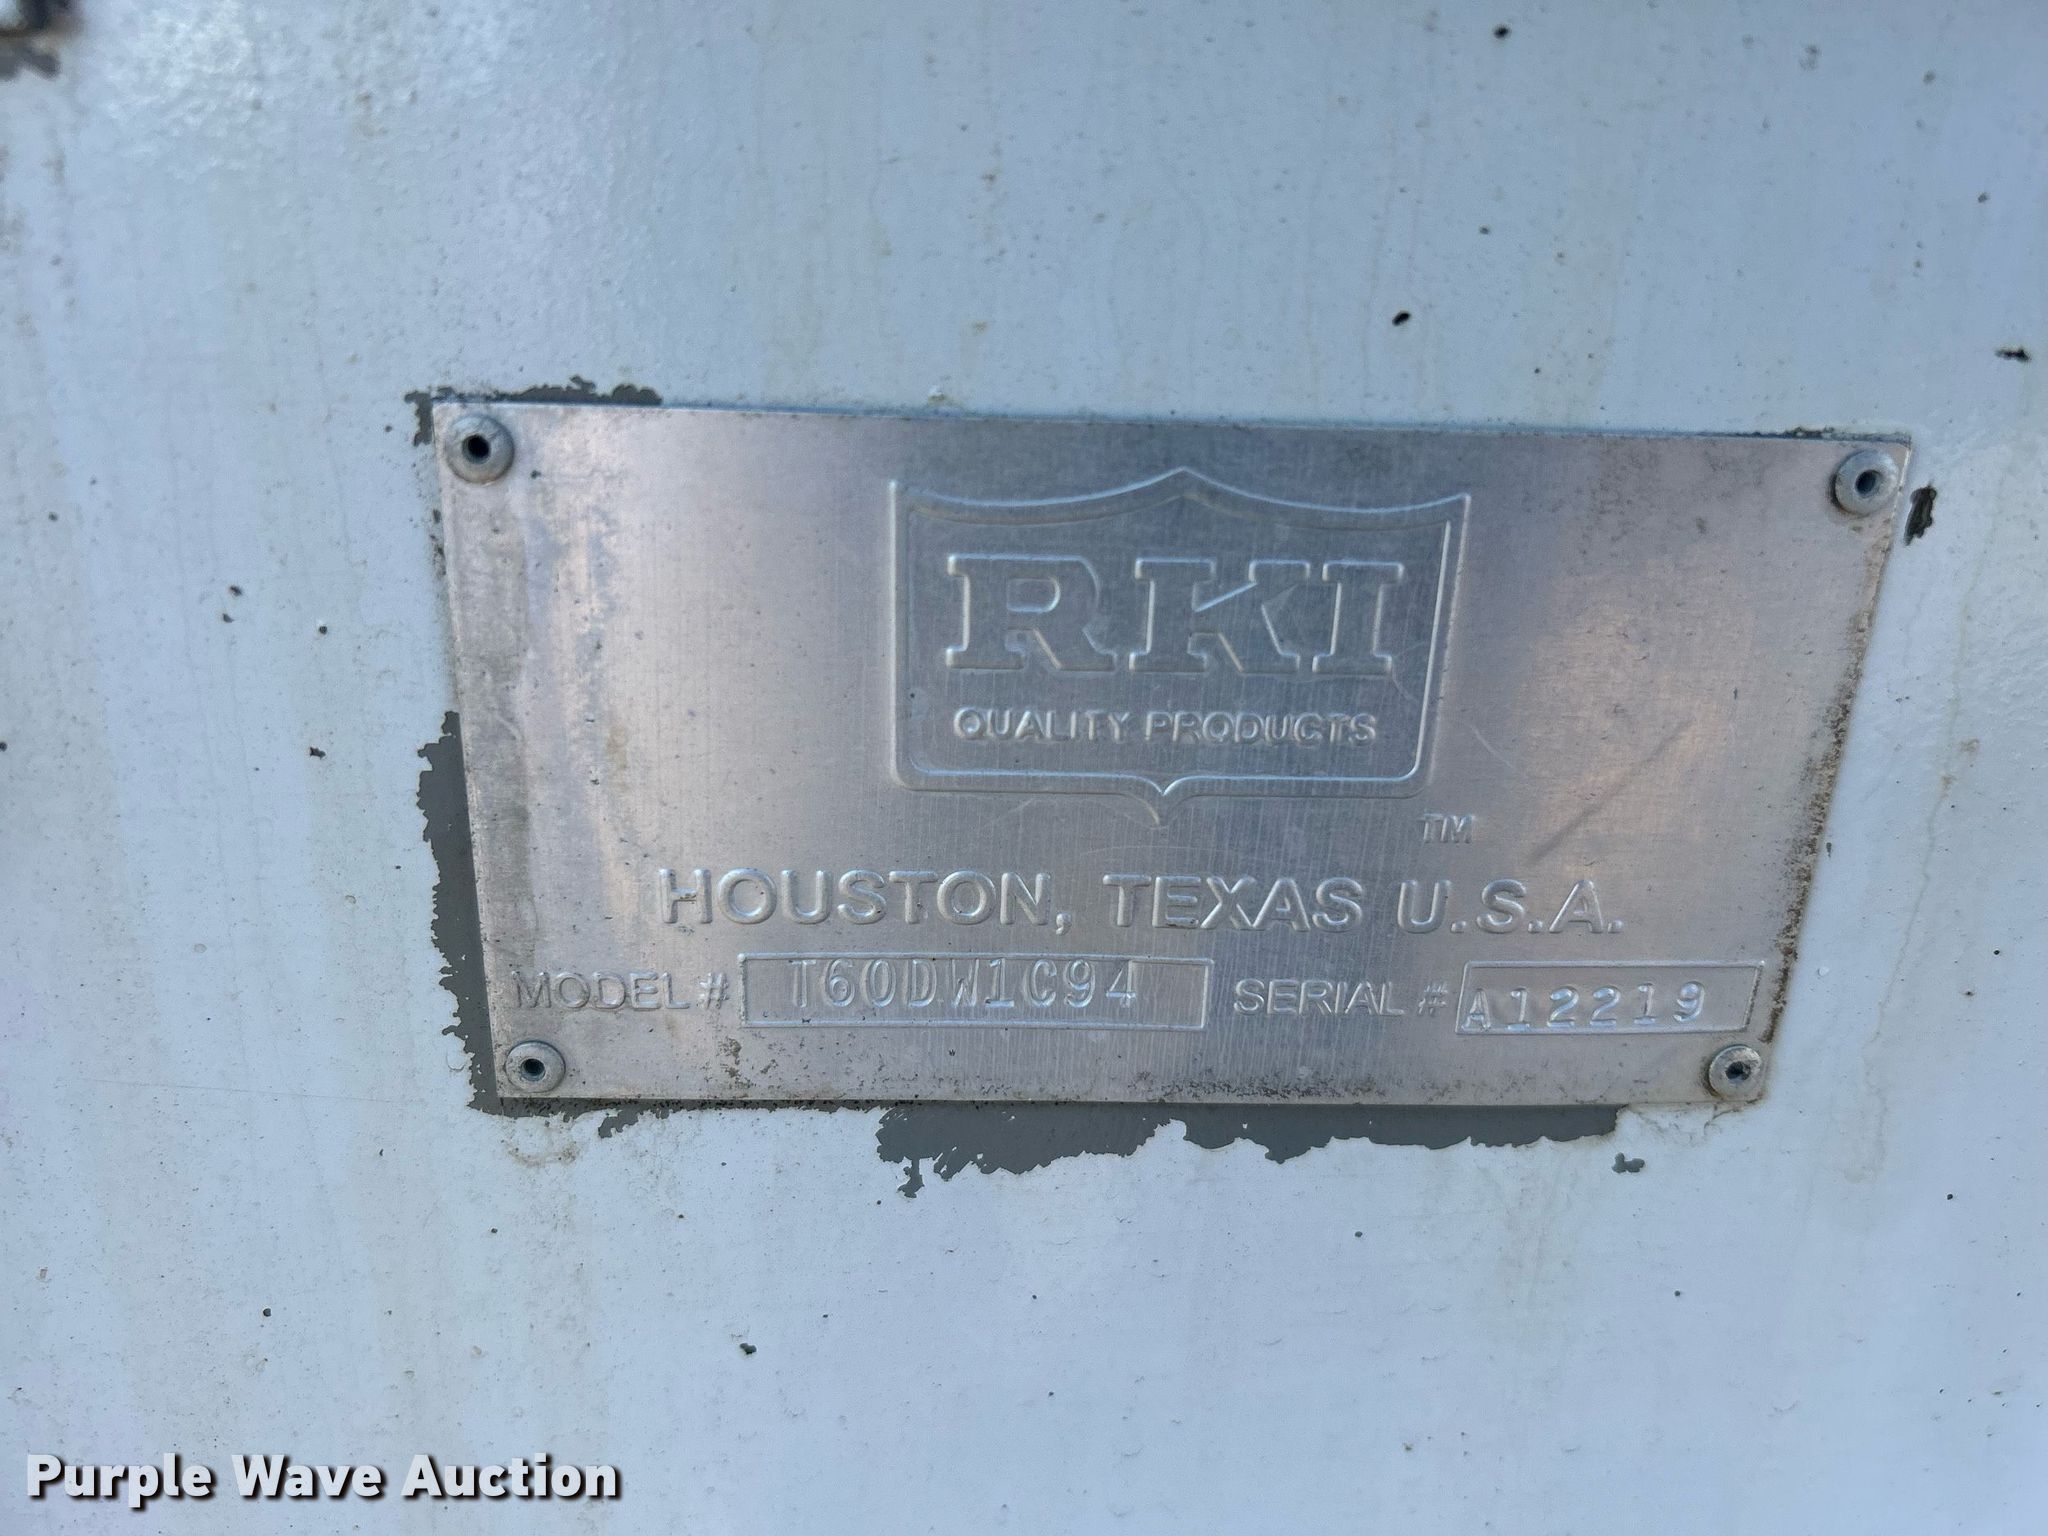 RKI
QUALITY PRODUCTS
TM
HOUSTON, TEXAS U.S.A.
MODEL # T60DW1C94 SERIAL # A12219
Purple Wave Auction